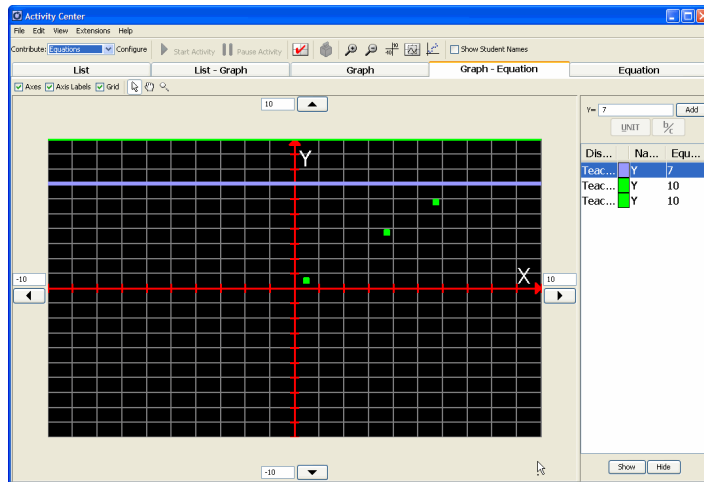 Activity Center
File Edit View Extensions Help
Contribute: Equations Configure Start Activity Pause Activity Show Student Names
List List - Graph Graph Graph - Equation Equation
Axes Axis Labels Grid
10
Y= 7 Add
UNIT b/c
Dis... Na... Equ...
Teac... Y 7
Teac... Y 10
Teac... Y 10
Y
X
-10
10
-10
Show Hide